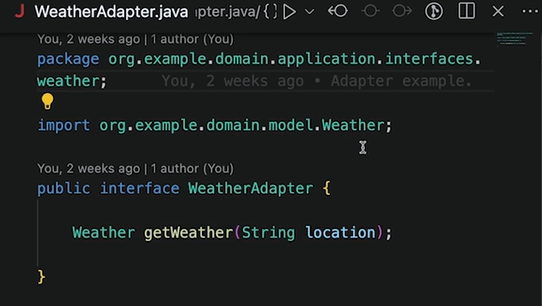 WeatherAdapter.java pter.java/ {}
You, 2 weeks ago | 1 author (You)
package org.example.domain.application.interfaces.
weather; You, 2 weeks ago • Adapter example.
import org.example.domain.model.Weather;
You, 2 weeks ago | 1 author (You)
public interface WeatherAdapter {
Weather getWeather(String location);
}